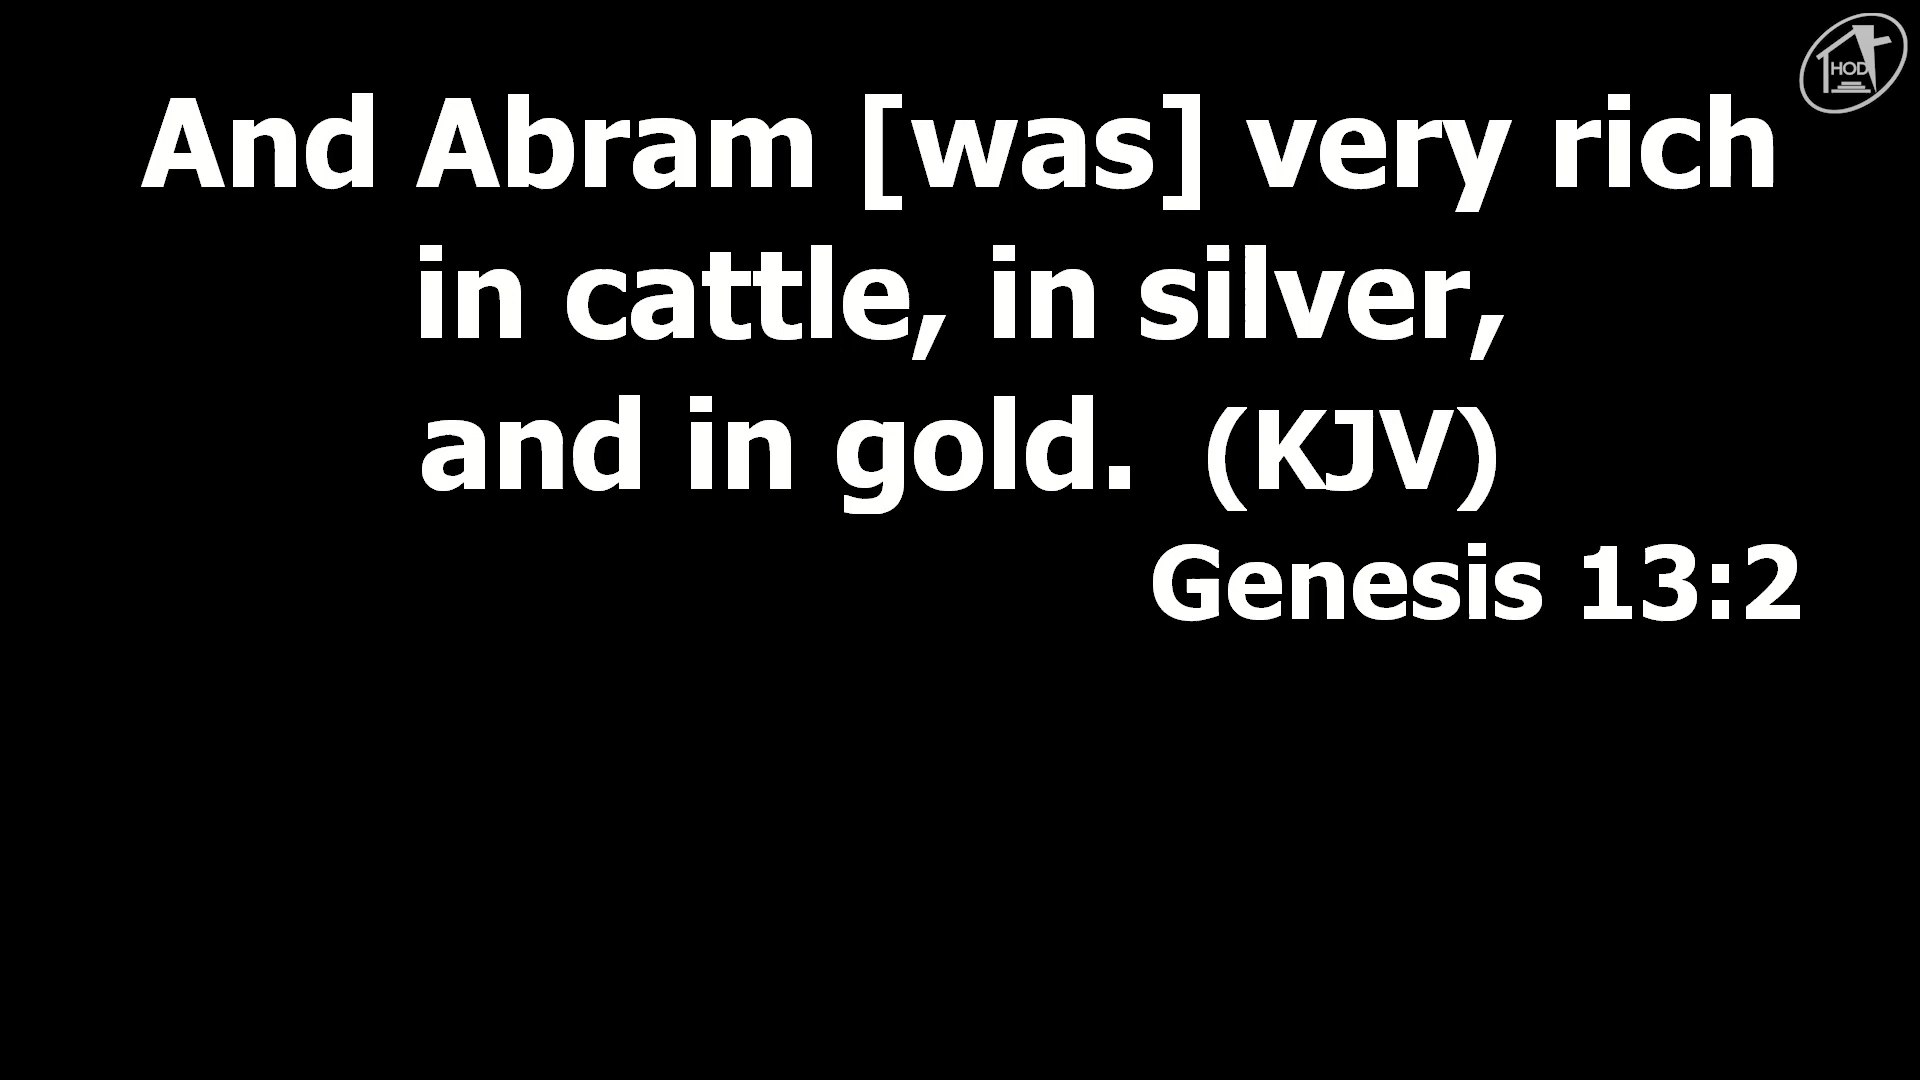 HOD
And Abram [was] very rich
in cattle, in silver,
and in gold. (KJV)
Genesis 13:2